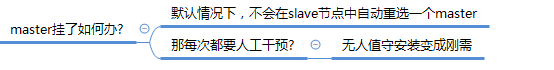 默认情况下，不会在slave节点中自动重选一个master
master挂了如何办?
那每次都要人工干预?
无人值守安装变成刚需